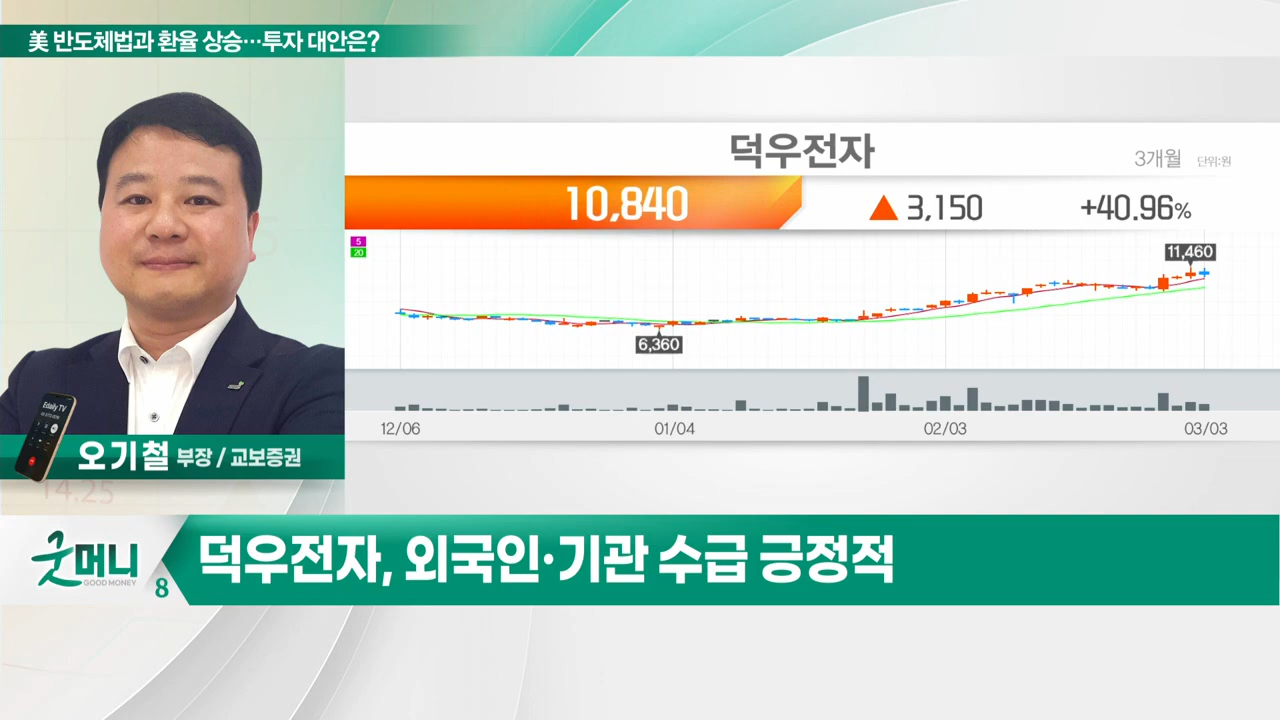 美 반도체법과 환율 상승…투자 대안은?
덕우전자
3개월 단위:원
10,840 ▲ 3,150 +40.96%
5
20
11,460
6,360
12/06 01/04 02/03 03/03
Edaily TV
오기철 부장 / 교보증권
14.25
굿머니
GOOD MONEY
8
덕우전자, 외국인·기관 수급 긍정적